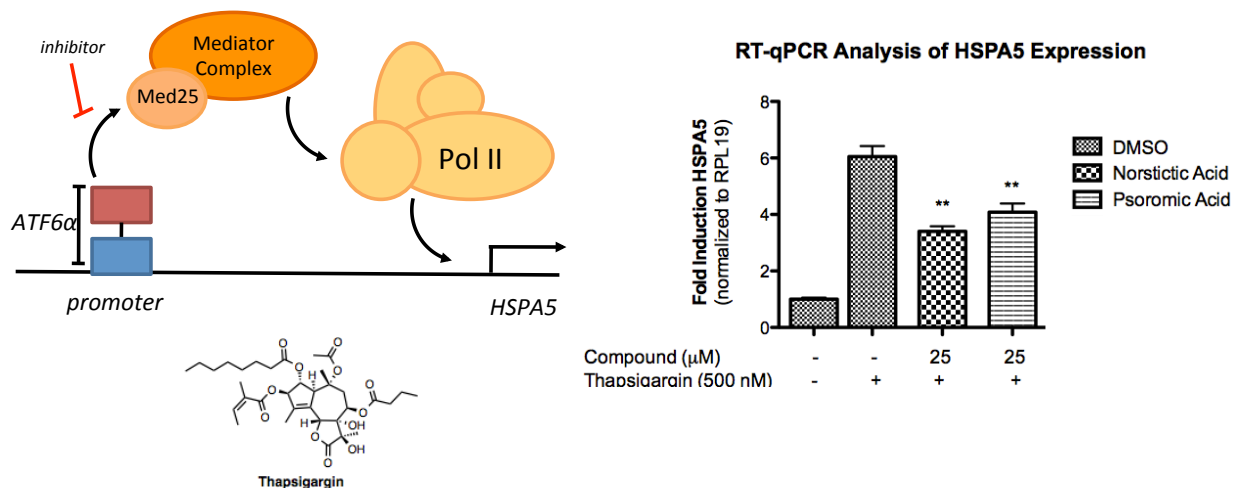 inhibitor
Mediator
Complex
Med25
Pol II
ATF6α
promoter
HSPA5
O
O
O
O
O
O
O
O
H
H
O
OH
O
OH
O
Thapsigargin
RT-qPCR Analysis of HSPA5 Expression
Fold Induction HSPA5
(normalized to RPL19)
8
6
4
2
0
**
**
DMSO
Norstictic Acid
Psoromic Acid
Compound (μM) - - 25 25
Thapsigargin (500 nM) - + + +